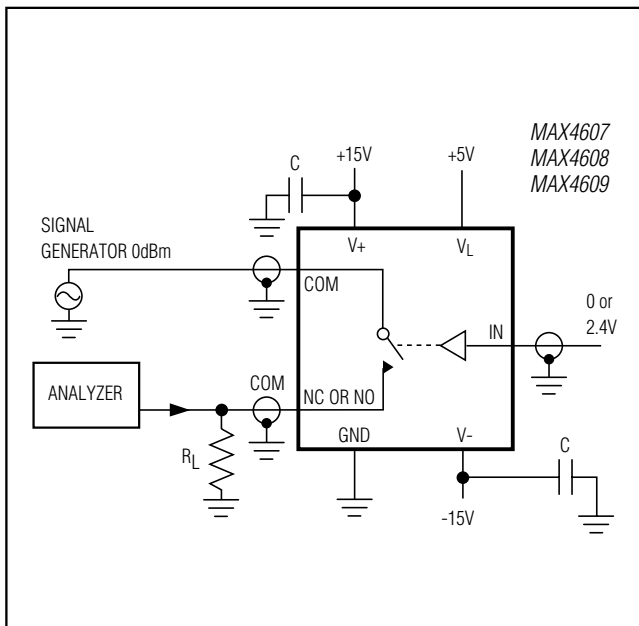 MAX4607
MAX4608
MAX4609
+15V
+5V
C
SIGNAL
GENERATOR 0dBm
V+
VL
COM
0 or
2.4V
IN
ANALYZER
COM
NC OR NO
RL
GND
V-
C
-15V